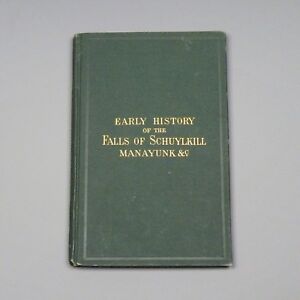 EARLY HISTORY
OF THE
FALLS OF SCHUYLKILL
MANAYUNK &c